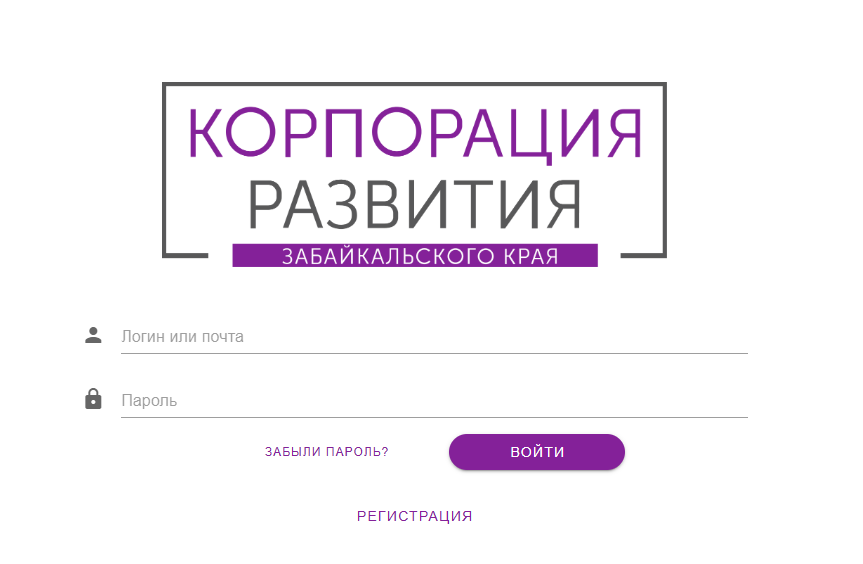 КОРПОРАЦИЯ
РАЗВИТИЯ
ЗАБАЙКАЛЬСКОГО КРАЯ
Логин или почта
Пароль
ЗАБЫЛИ ПАРОЛЬ? ВОЙТИ
РЕГИСТРАЦИЯ